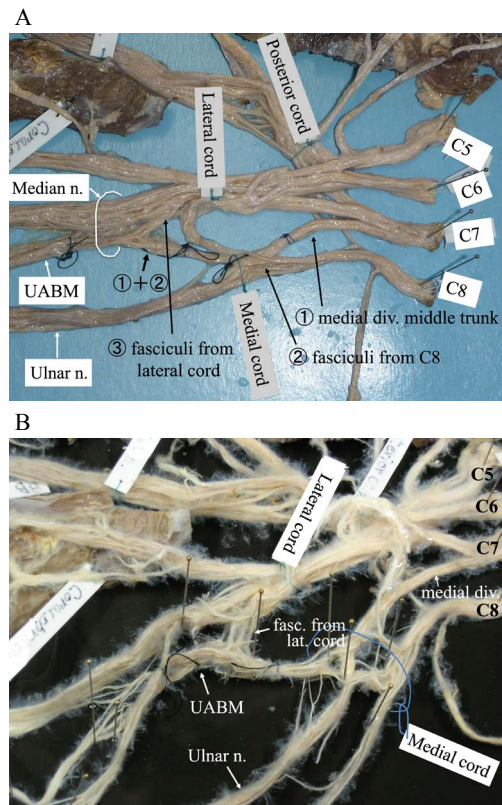 A
Posterior cord
Lateral cord
C5
C6
C7
C8
Median n.
UABM
①+②
① medial div. middle trunk
③ fasciculi from
lateral cord
② fasciculi from C8
Medial cord
Ulnar n.
B
Lateral cord
C5
C6
C7
medial div.
C8
fasc. from
lat. cord
UABM
Ulnar n.
Medial cord